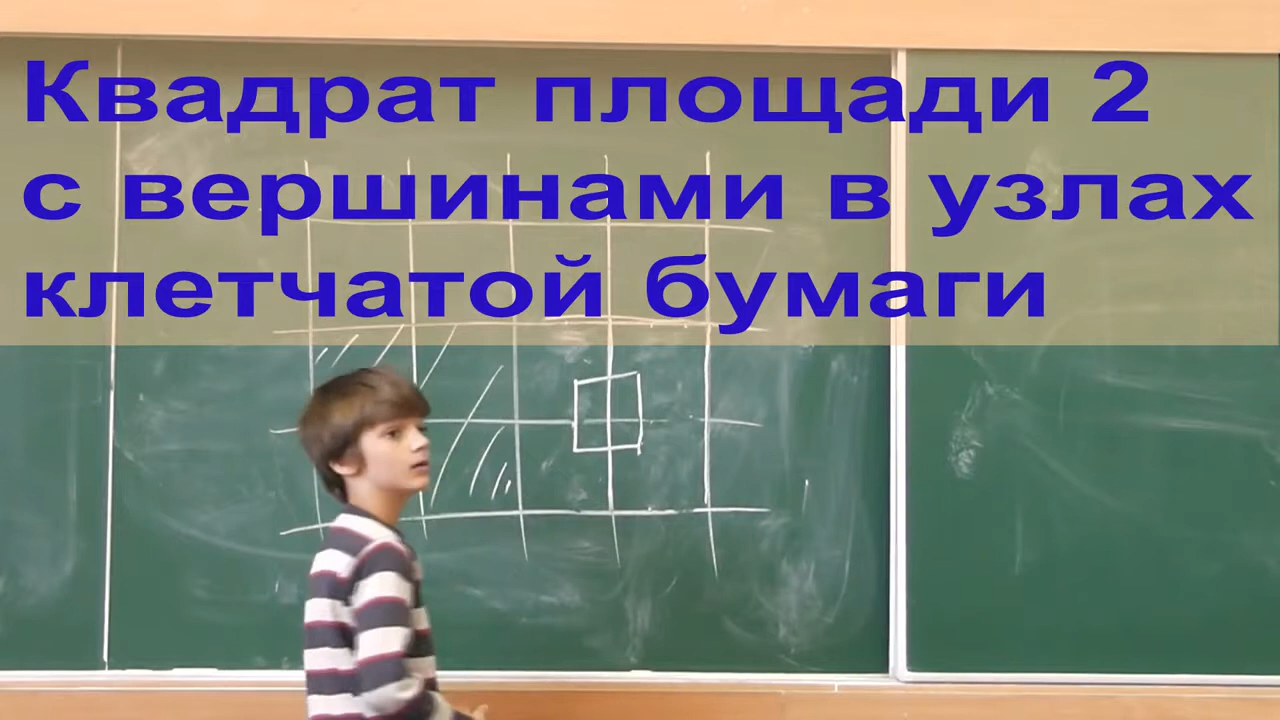 Квадрат площади 2
с вершинами в узлах
клетчатой бумаги